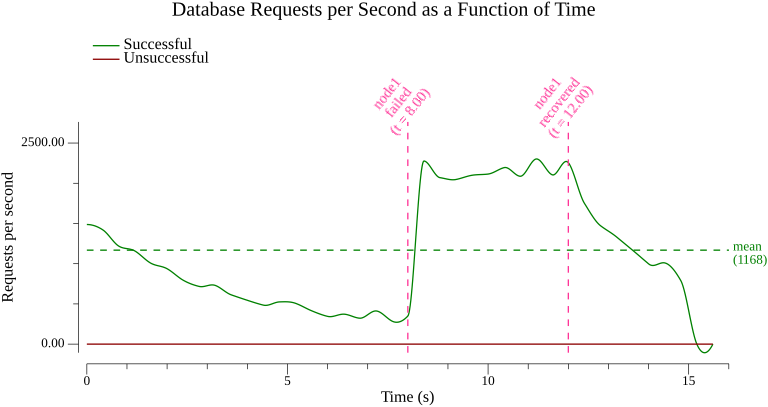 Database Requests per Second as a Function of Time
Successful
Unsuccessful
node1
failed
(t = 8.00)
node1
recovered
(t = 12.00)
2500.00
0.00
Requests per second
mean
(1168)
0
5
10
15
Time (s)